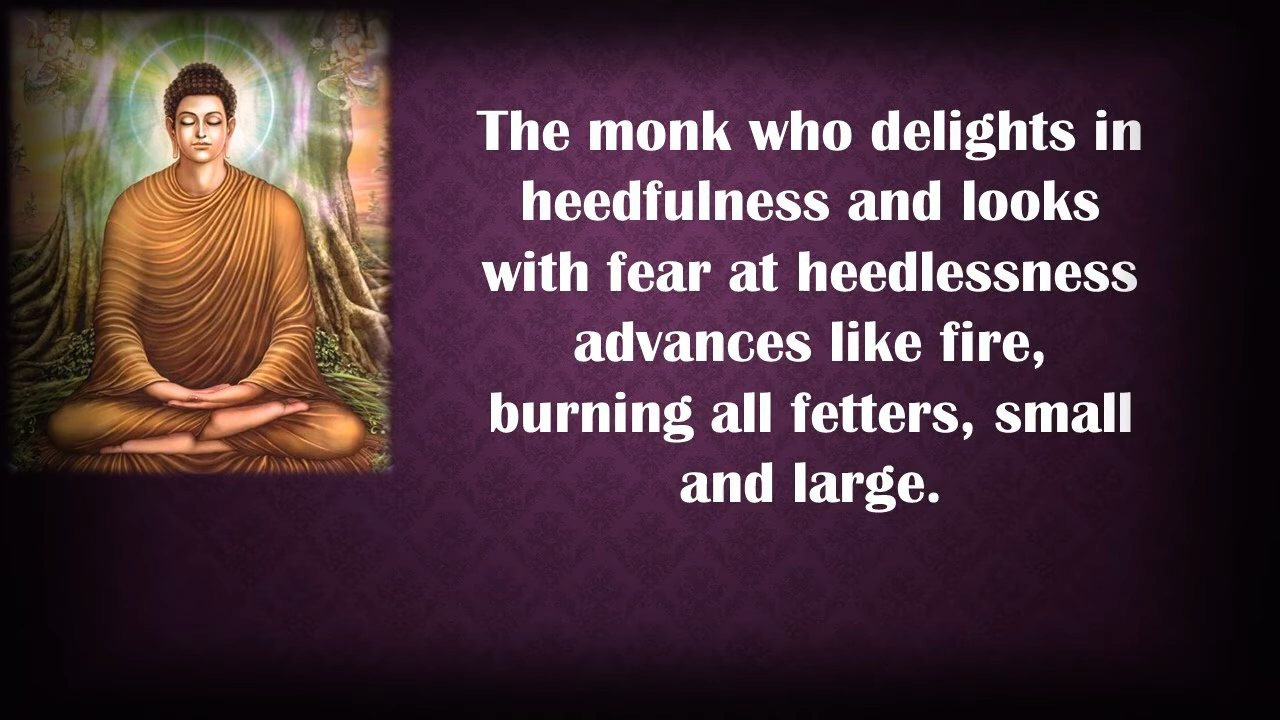 The monk who delights in
heedfulness and looks
with fear at heedlessness
advances like fire,
burning all fetters, small
and large.